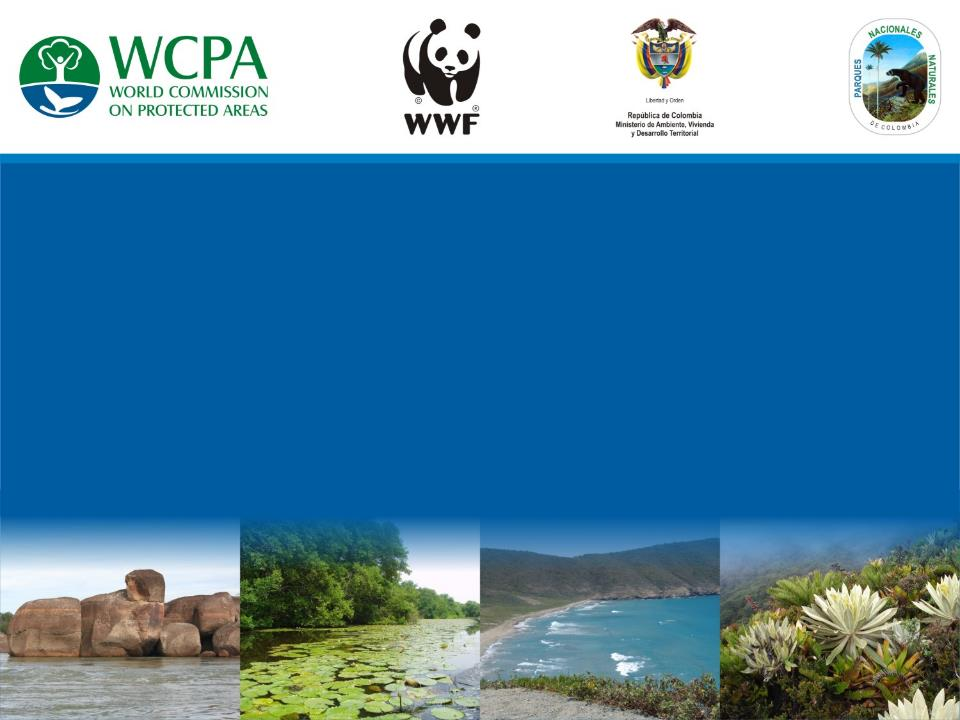 WCPA
WORLD COMMISSION
ON PROTECTED AREAS
©
WWF
®
Libertad y Orden
República de Colombia
Ministerio de Ambiente, Vivienda
y Desarrollo Territorial
PARQUES
NACIONALES
NATURALES
DE COLOMBIA